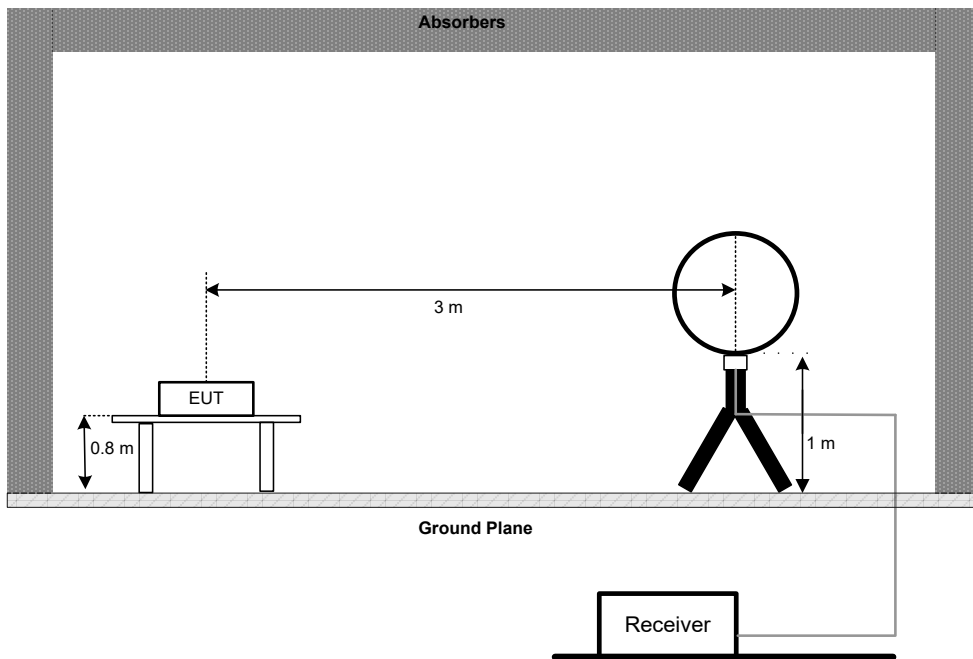 Absorbers
3 m
EUT
0.8 m
1 m
Ground Plane
Receiver